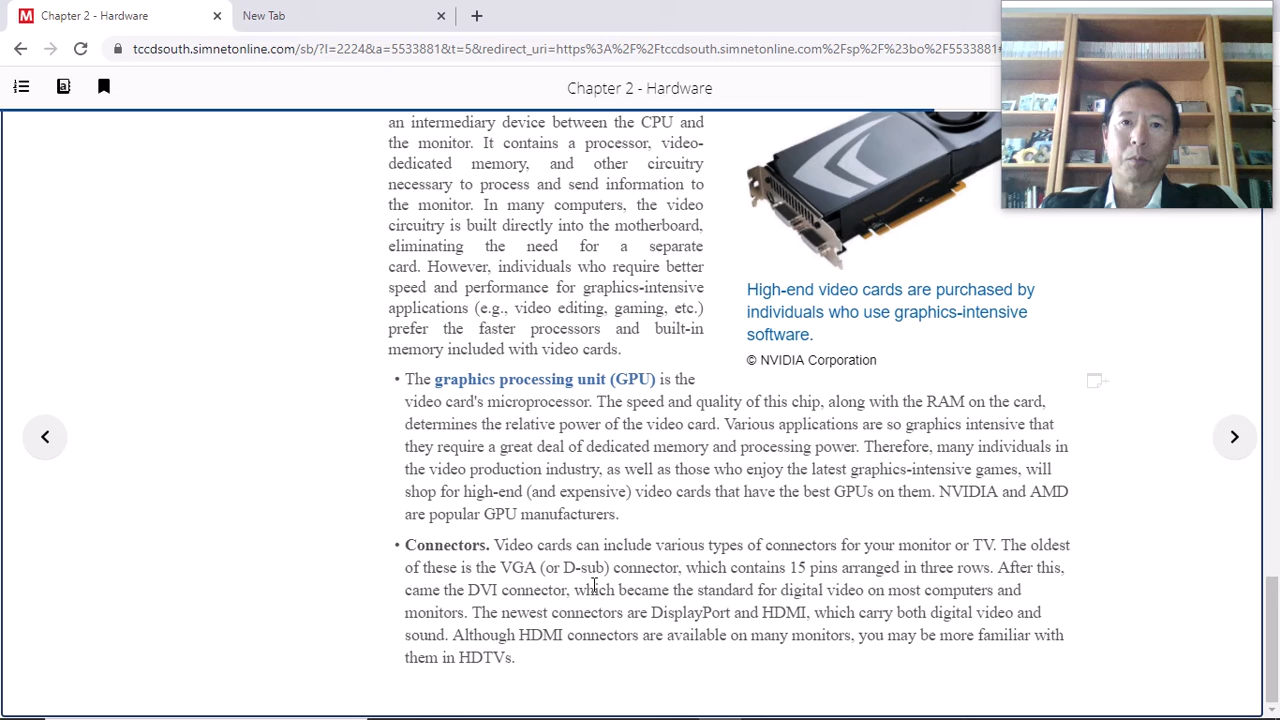 Chapter 2 - Hardware
New Tab
tccdsouth.simnetonline.com/sb/?l=2224&a=5533881&t=5&redirect_uri=https%3A%2F%2Ftccdsouth.simnetonline.com%2Fsp%2F%23bo%2F5533881
Chapter 2 - Hardware
an intermediary device between the CPU and
the monitor. It contains a processor, video-
dedicated memory, and other circuitry
necessary to process and send information to
the monitor. In many computers, the video
circuitry is built directly into the motherboard,
eliminating the need for a separate
card. However, individuals who require better
speed and performance for graphics-intensive
applications (e.g., video editing, gaming, etc.)
prefer the faster processors and built-in
memory included with video cards.
High-end video cards are purchased by
individuals who use graphics-intensive
software.
© NVIDIA Corporation
• The graphics processing unit (GPU) is the
video card's microprocessor. The speed and quality of this chip, along with the RAM on the card,
determines the relative power of the video card. Various applications are so graphics intensive that
they require a great deal of dedicated memory and processing power. Therefore, many individuals in
the video production industry, as well as those who enjoy the latest graphics-intensive games, will
shop for high-end (and expensive) video cards that have the best GPUs on them. NVIDIA and AMD
are popular GPU manufacturers.
• Connectors. Video cards can include various types of connectors for your monitor or TV. The oldest
of these is the VGA (or D-sub) connector, which contains 15 pins arranged in three rows. After this,
came the DVI connector, which became the standard for digital video on most computers and
monitors. The newest connectors are DisplayPort and HDMI, which carry both digital video and
sound. Although HDMI connectors are available on many monitors, you may be more familiar with
them in HDTVs.